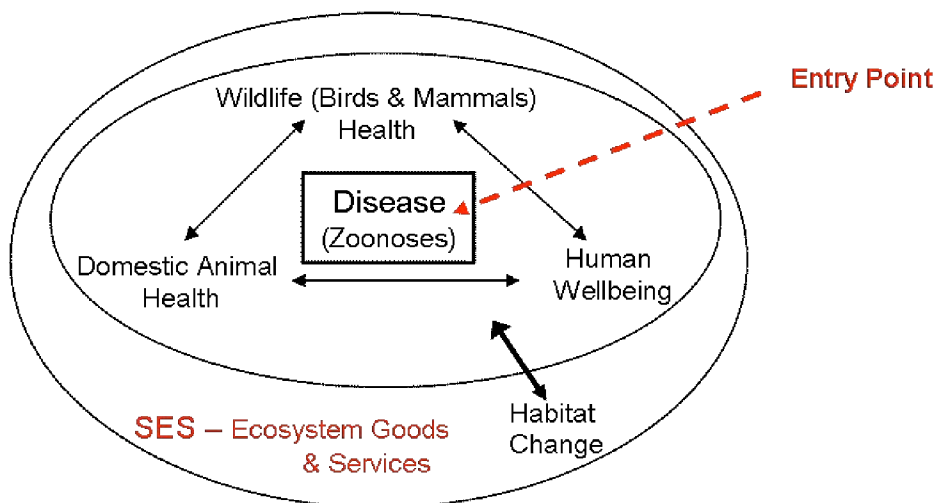 Entry Point
Wildlife (Birds & Mammals)
Health
Disease
(Zoonoses)
Domestic Animal
Health
Human
Wellbeing
Habitat
Change
SES – Ecosystem Goods
& Services